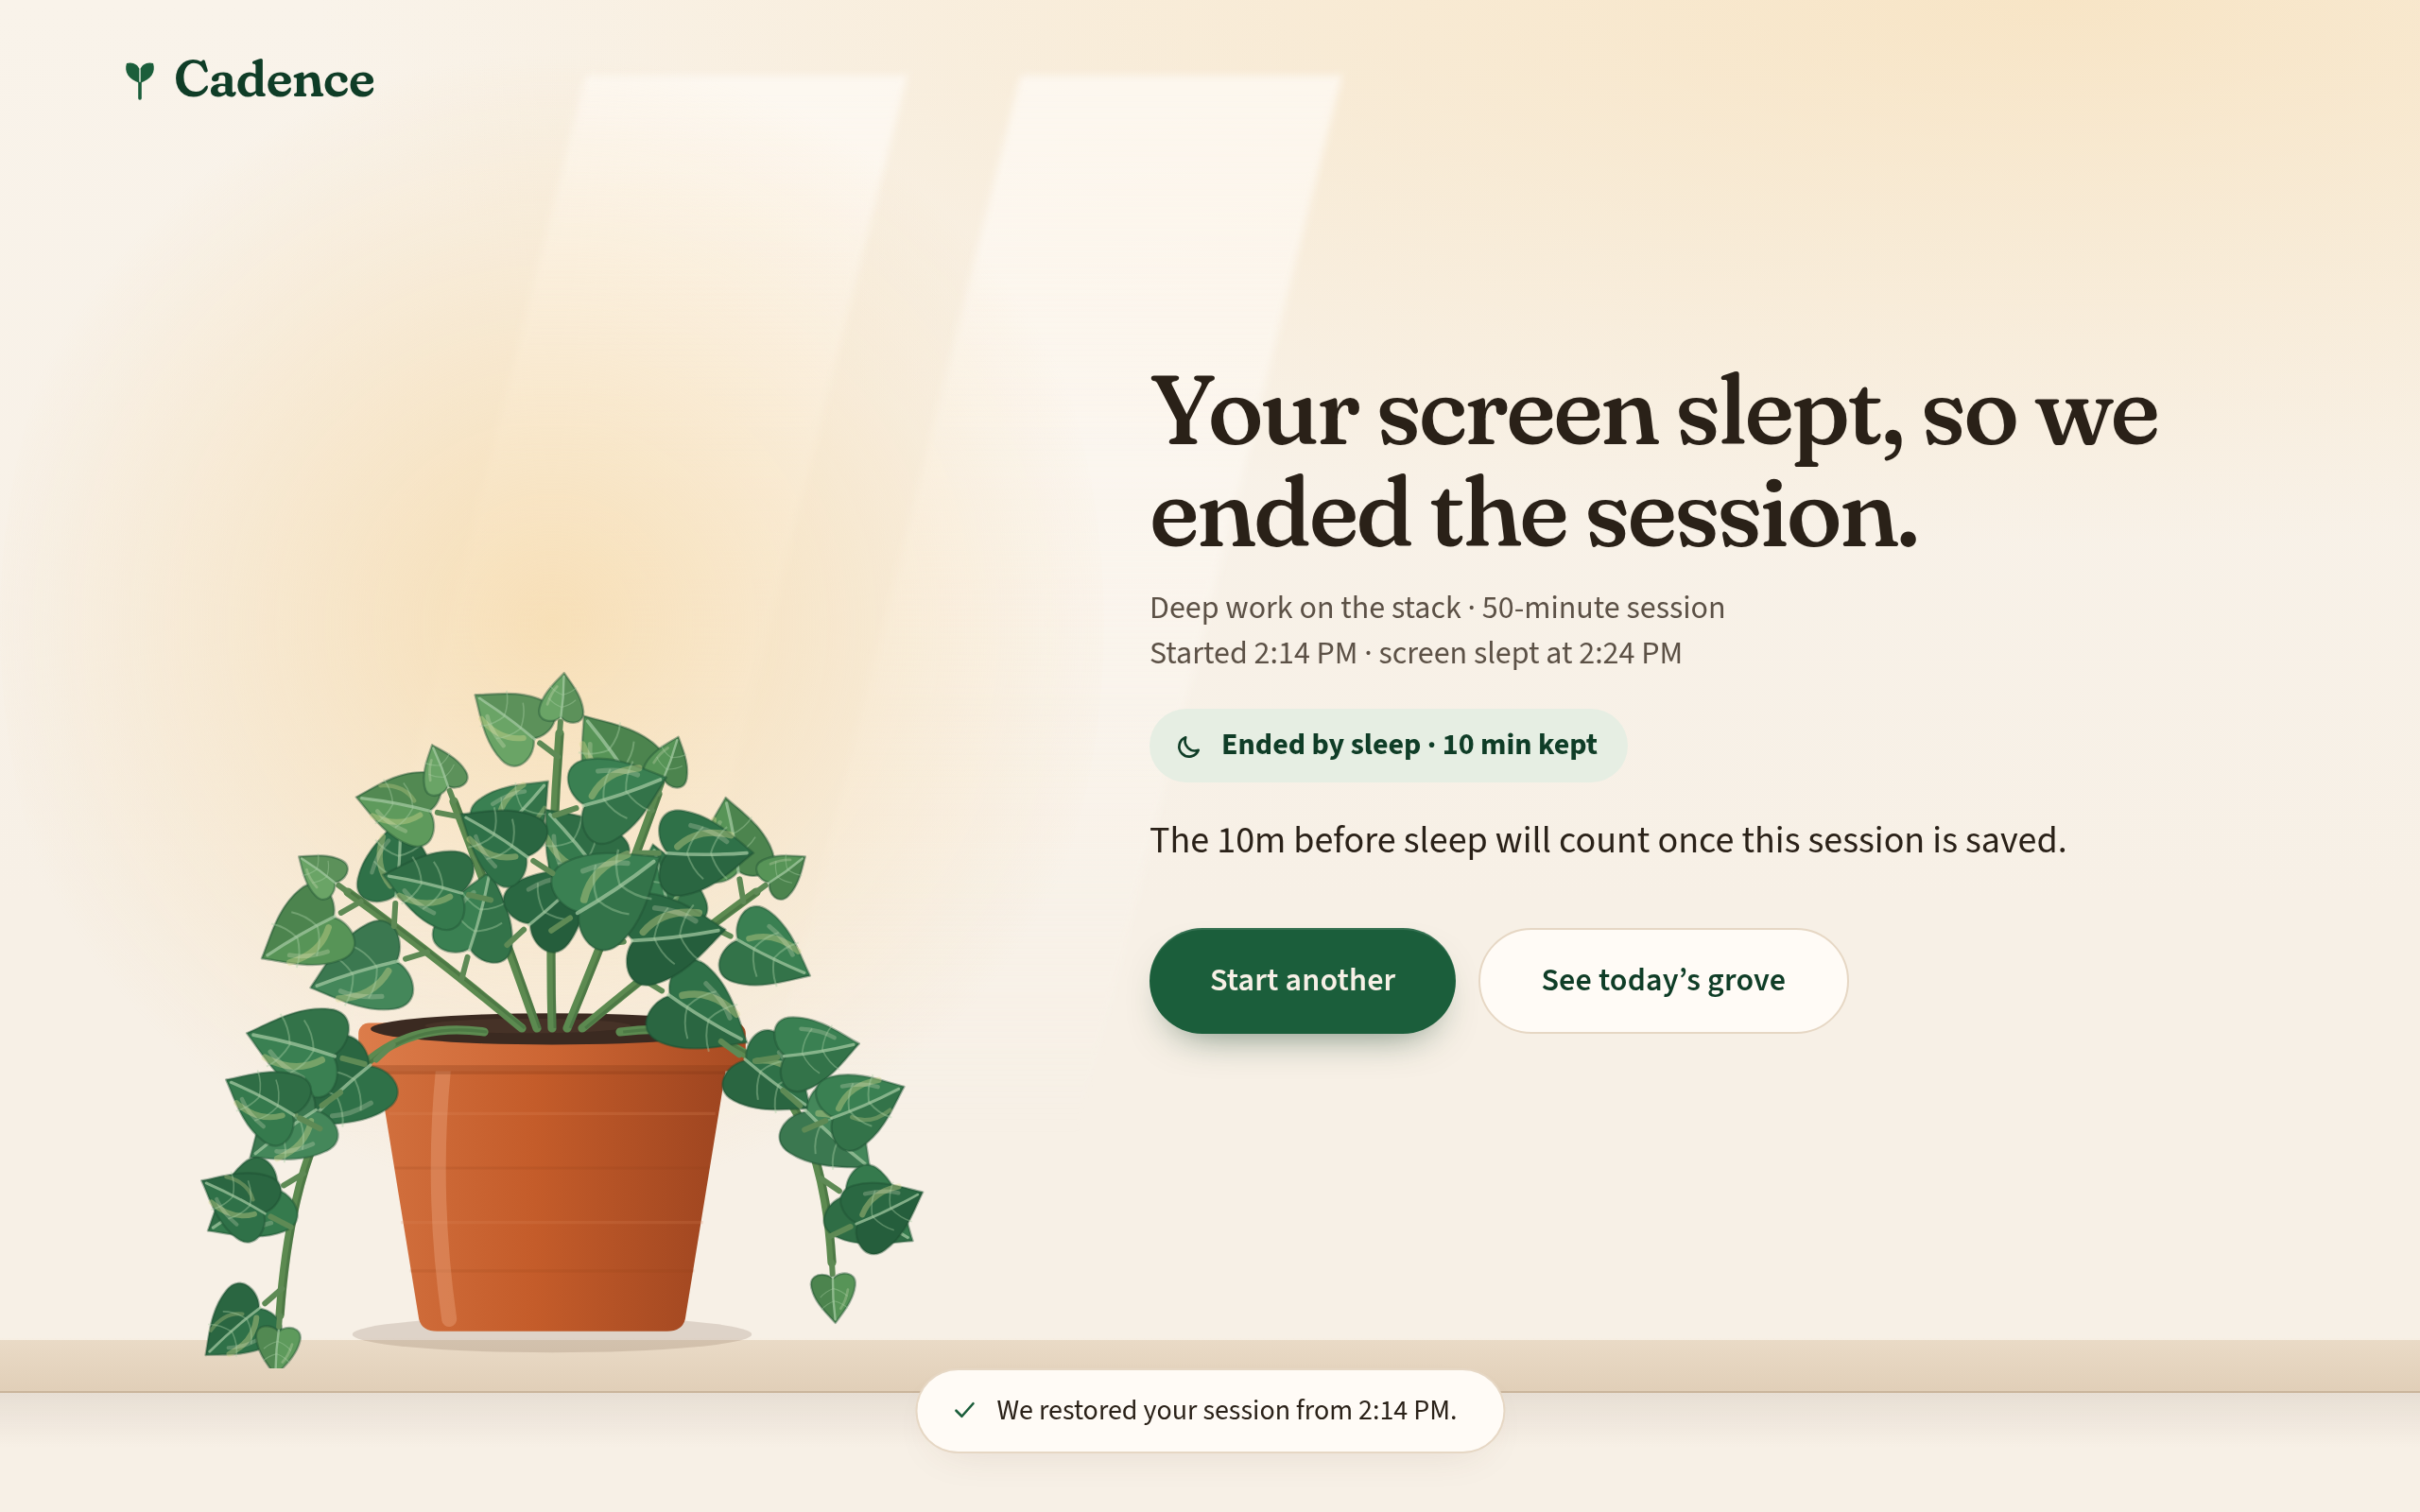 Cadence
Your screen slept, so we
ended the session.
Deep work on the stack · 50-minute session
Started 2:14 PM · screen slept at 2:24 PM
Ended by sleep · 10 min kept
The 10m before sleep will count once this session is saved.
Start another
See today’s grove
We restored your session from 2:14 PM.